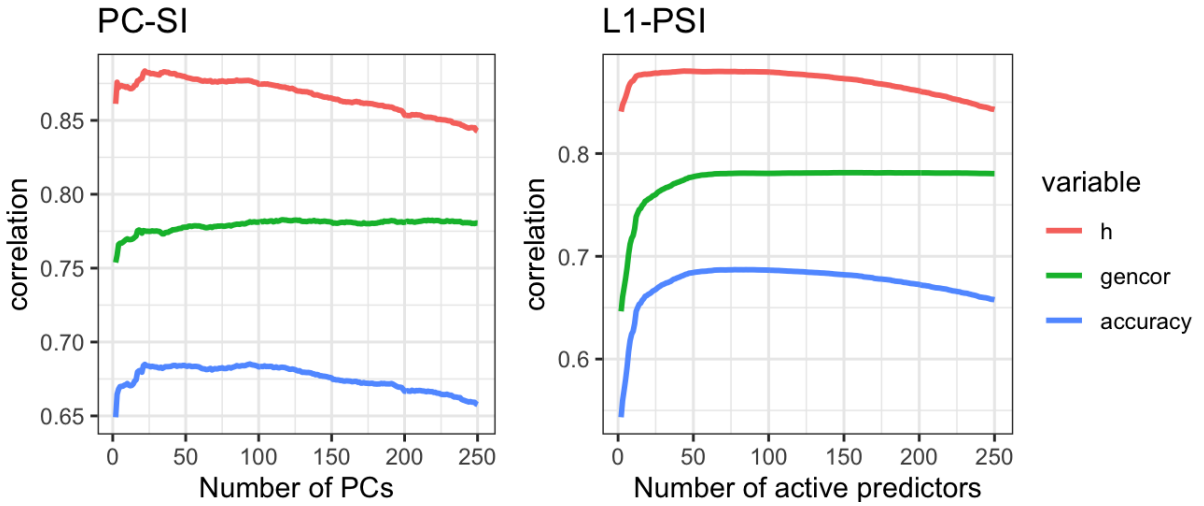 PC-SI
correlation
0.85
0.80
0.75
0.70
0.65
0 50 100 150 200 250
Number of PCs
L1-PSI
correlation
0.8
0.7
0.6
0 50 100 150 200 250
Number of active predictors
variable
h
gencor
accuracy